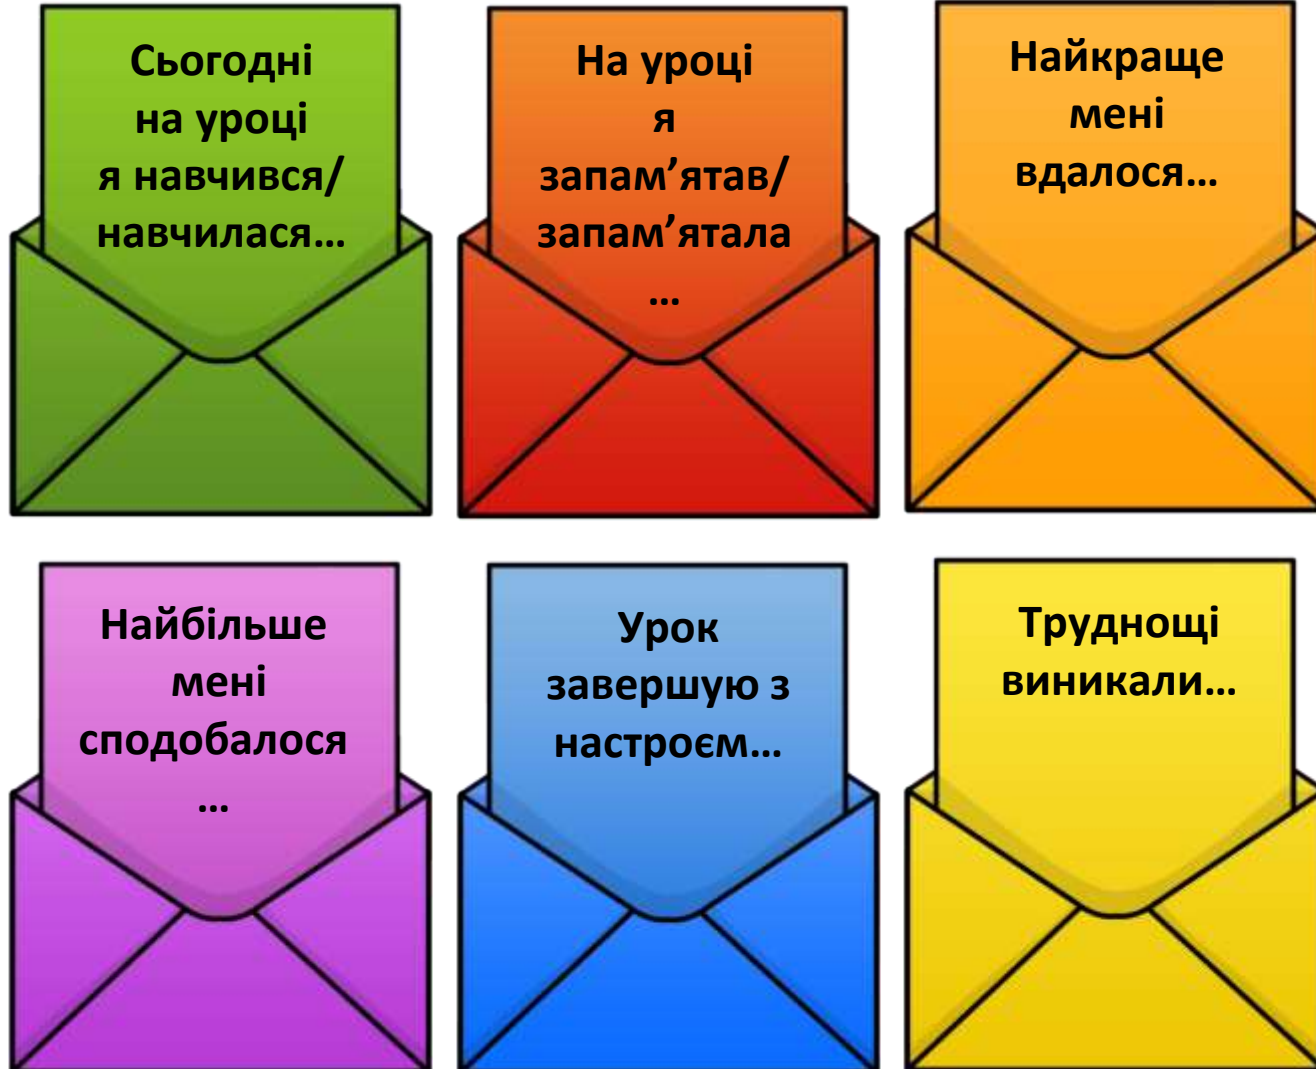 Сьогодні
на уроці
я навчився/
навчилася…
На уроці
я
запам’ятав/
запам’ятала
…
Найкраще
мені
вдалося…
Найбільше
мені
сподобалося
…
Урок
завершую з
настроєм…
Труднощі
виникали…